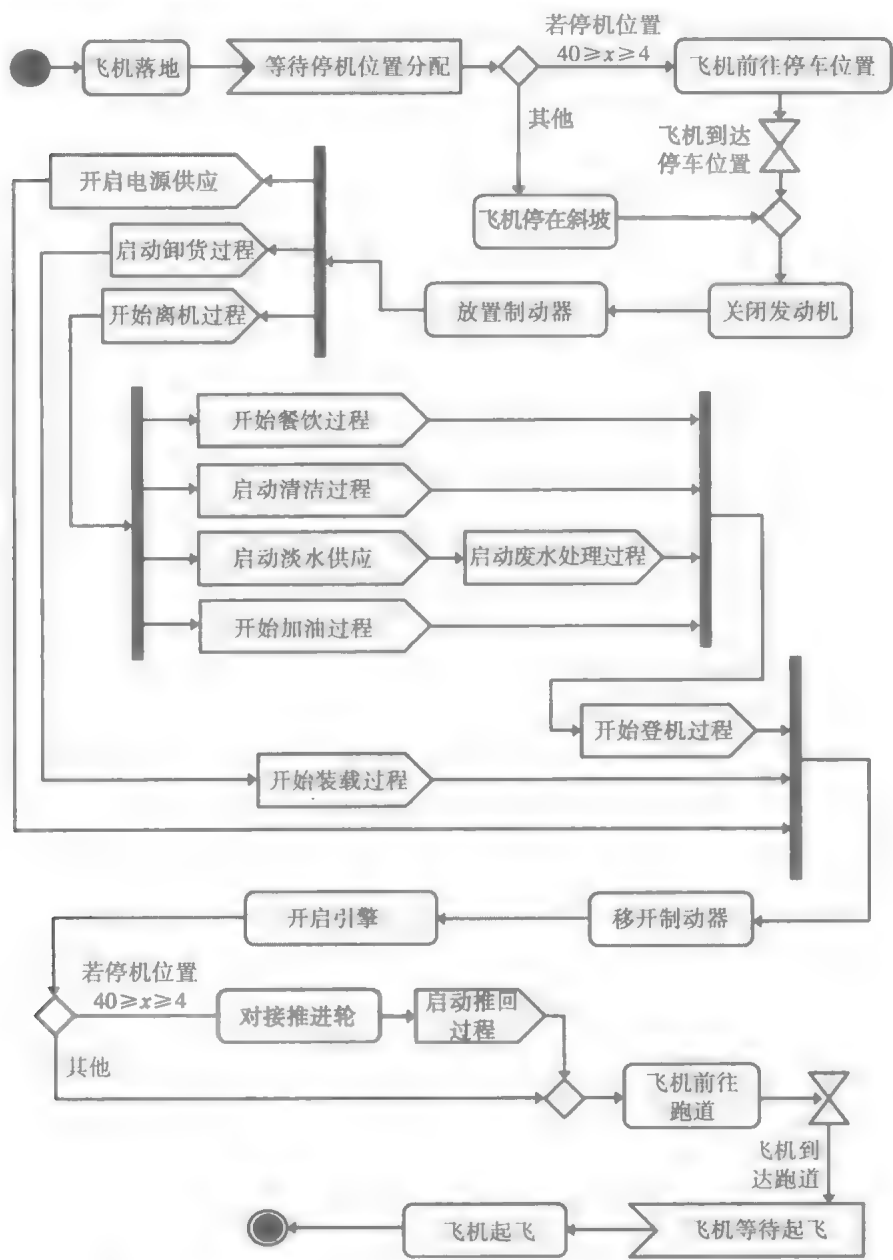 飞机落地
等待停机位置分配
若停机位置
40≥x≥4
飞机前往停车位置
其他
飞机到达
停车位置
开启电源供应
飞机停在斜坡
启动卸货过程
开始离机过程
放置制动器
关闭发动机
开始餐饮过程
启动清洁过程
启动淡水供应
启动废水处理过程
开始加油过程
开始登机过程
开始装载过程
开启引擎
移开制动器
若停机位置
40≥x≥4
对接推进轮
启动推回
过程
其他
飞机前往
跑道
飞机到
达跑道
飞机起飞
飞机等待起飞